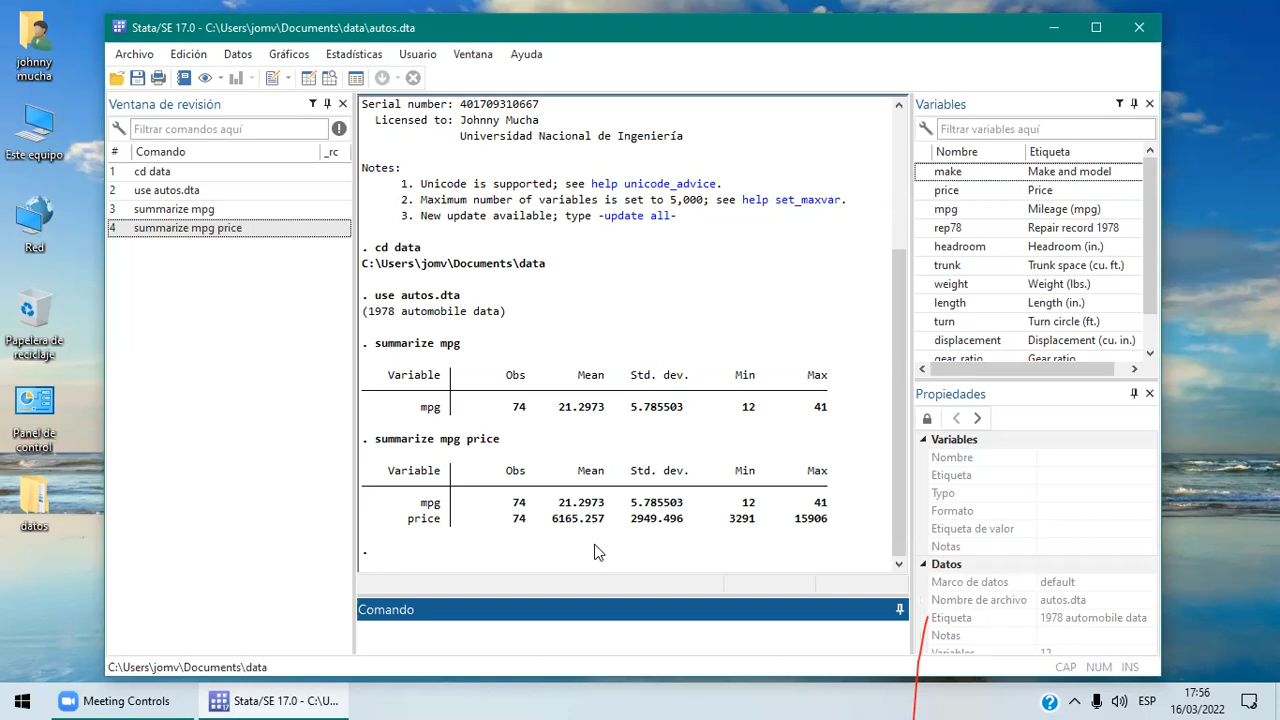 johnny
mucha
Este equipo
Red
Papelera de
reciclaje
Panel de
control
datos
Stata/SE 17.0 - C:\Users\jomv\Documents\data\autos.dta
Archivo Edición Datos Gráficos Estadísticas Usuario Ventana Ayuda
Ventana de revisión
Filtrar comandos aquí
# Comando _rc
1 cd data
2 use autos.dta
3 summarize mpg
4 summarize mpg price
Serial number: 401709310667
Licensed to: Johnny Mucha
Universidad Nacional de Ingeniería
Notes:
1. Unicode is supported; see help unicode_advice.
2. Maximum number of variables is set to 5,000; see help set_maxvar.
3. New update available; type -update all-
. cd data
C:\Users\jomv\Documents\data
. use autos.dta
(1978 automobile data)
. summarize mpg
Variable Obs Mean Std. dev. Min Max
mpg 74 21.2973 5.785503 12 41
. summarize mpg price
Variable Obs Mean Std. dev. Min Max
mpg 74 21.2973 5.785503 12 41
price 74 6165.257 2949.496 3291 15906
.
Comando
Variables
Filtrar variables aquí
Nombre Etiqueta
make Make and model
price Price
mpg Mileage (mpg)
rep78 Repair record 1978
headroom Headroom (in.)
trunk Trunk space (cu. ft.)
weight Weight (lbs.)
length Length (in.)
turn Turn circle (ft.)
displacement Displacement (cu. in.)
gear_ratio Gear ratio
Propiedades
Variables
Nombre
Etiqueta
Typo
Formato
Etiqueta de valor
Notas
Datos
Marco de datos default
Nombre de archivo autos.dta
Etiqueta 1978 automobile data
Notas
Variables 12
C:\Users\jomv\Documents\data
CAP NUM INS
Meeting Controls
Stata/SE 17.0 - C:\U...
ESP
17:56
16/03/2022